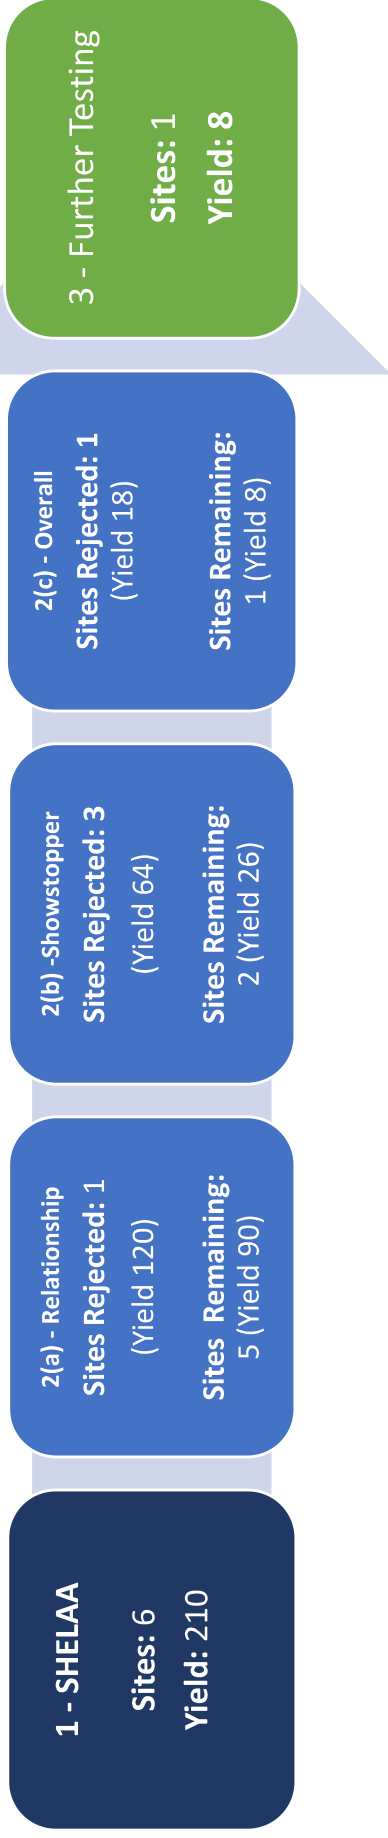 1 - SHELAA
Sites: 6
Yield: 210
2(a) - Relationship
Sites Rejected: 1
(Yield 120)
Sites  Remaining:
5 (Yield 90)
2(b) -Showstopper
Sites Rejected: 3
(Yield 64)
Sites Remaining:
2 (Yield 26)
2(c) - Overall
Sites Rejected: 1
(Yield 18)
Sites Remaining:
1 (Yield 8)
3 - Further Testing
Sites: 1
Yield: 8